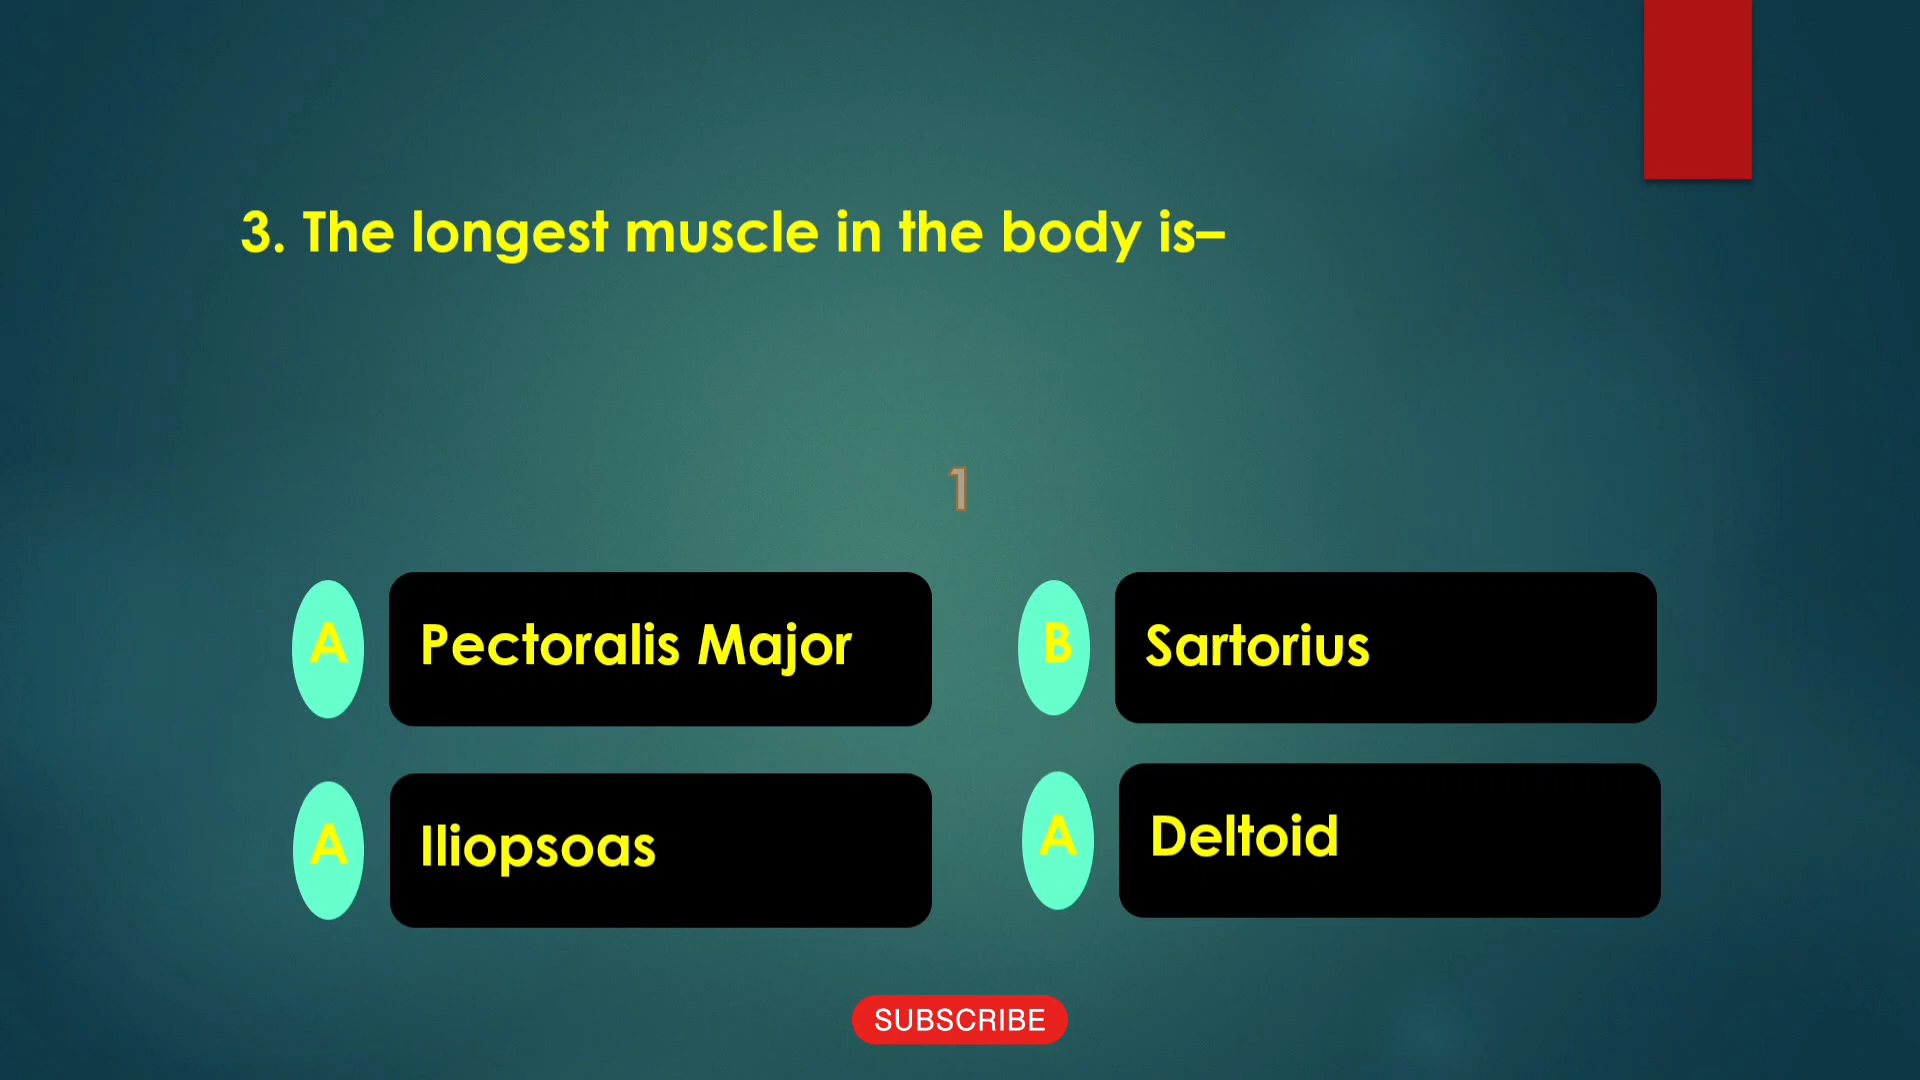 3. The longest muscle in the body is–
1
A Pectoralis Major
B Sartorius
A Iliopsoas
A Deltoid
SUBSCRIBE